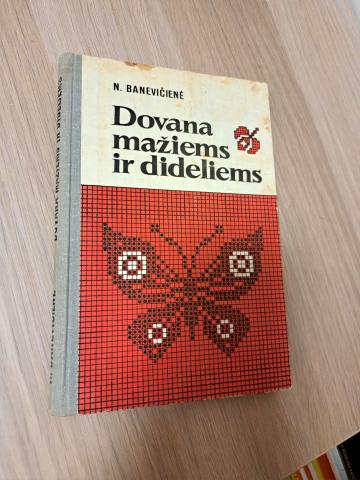 N. BANEVIČIENĖ
Dovana
mažiems
ir dideliems
N. BANEVIČIENĖ DOVANA MAŽIEMS IR DIDELIEMS